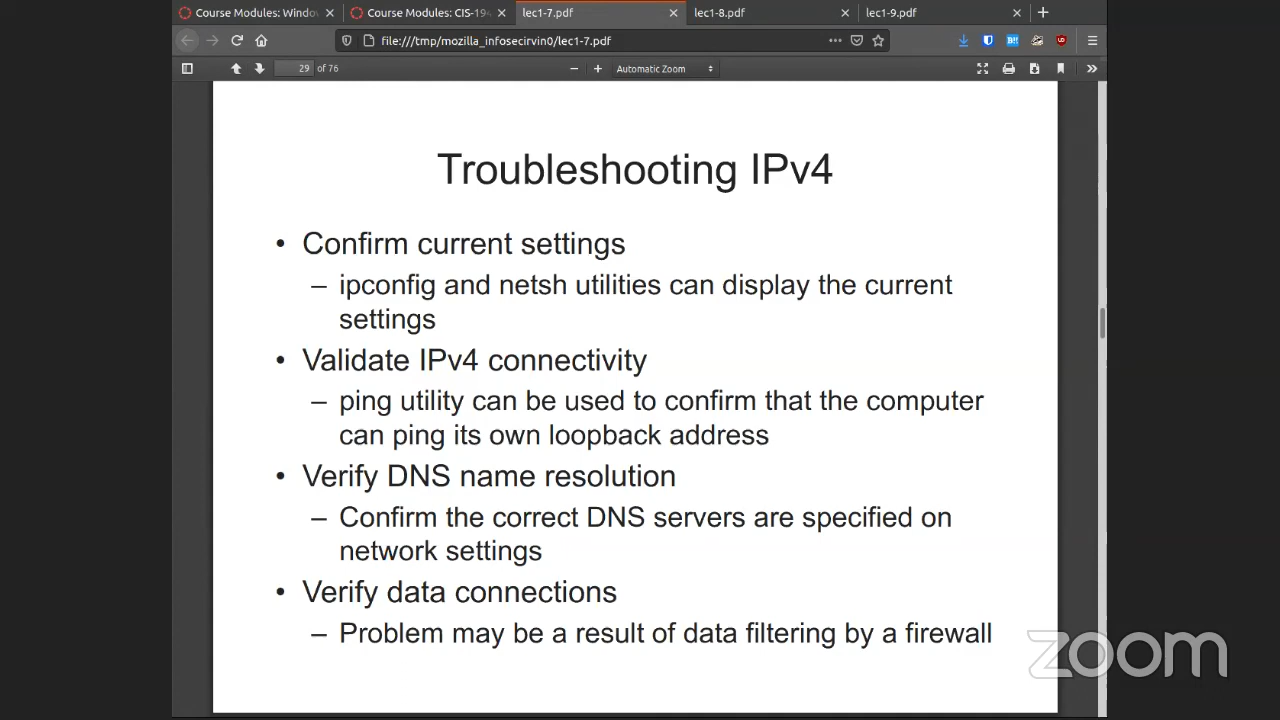 Course Modules: Windo
Course Modules: CIS-194
lec1-7.pdf
lec1-8.pdf
lec1-9.pdf
file:///tmp/mozilla_infosecirvin0/lec1-7.pdf
29 of 76
Automatic Zoom
Troubleshooting IPv4
• Confirm current settings
– ipconfig and netsh utilities can display the current
settings
• Validate IPv4 connectivity
– ping utility can be used to confirm that the computer
can ping its own loopback address
• Verify DNS name resolution
– Confirm the correct DNS servers are specified on
network settings
• Verify data connections
– Problem may be a result of data filtering by a firewall
zoom